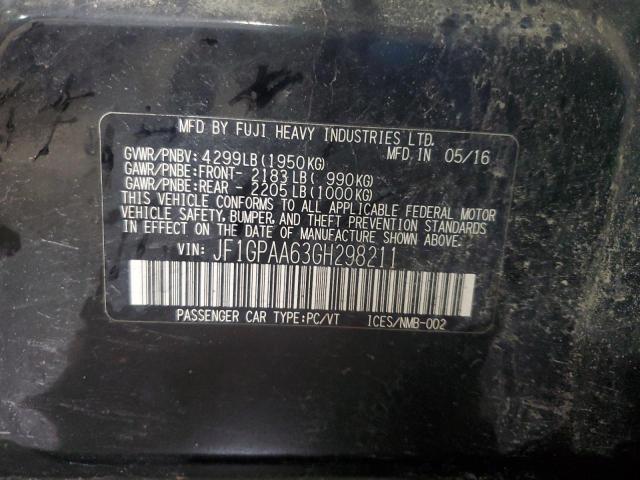 MFD BY FUJI HEAVY INDUSTRIES LTD.
GVWR/PNBV: 4299LB(1950KG) MFD.IN 05/16
GAWR/PNBE:FRONT- 2183LB( 990KG)
GAWR/PNBE:REAR - 2205LB(1000KG)
THIS VEHICLE CONFORMS TO ALL APPLICABLE FEDERAL MOTOR
VEHICLE SAFETY, BUMPER, AND THEFT PREVENTION STANDARDS
IN EFFECT ON THE DATE OF MANUFACTURE SHOWN ABOVE.
VIN: JF1GPAA63GH298211
PASSENGER CAR TYPE:PC/VT ICES/NMB-002